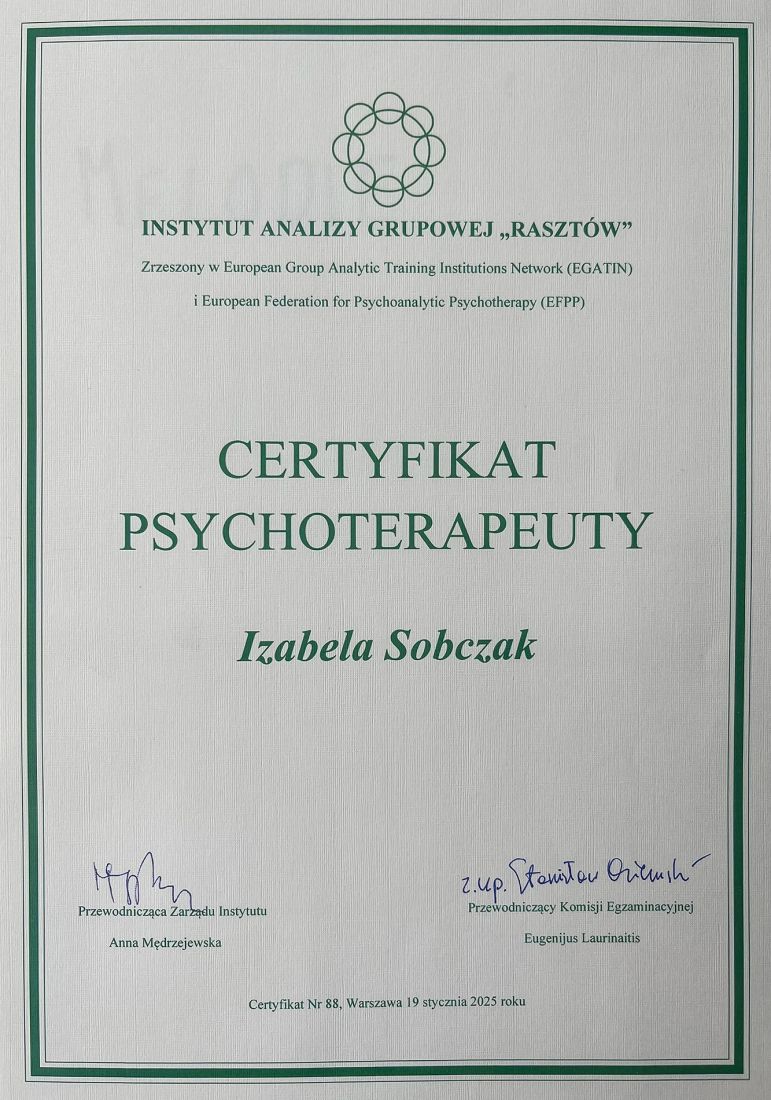 INSTYTUT ANALIZY GRUPOWEJ „RASZTÓW”
Zrzeszony w European Group Analytic Training Institutions Network (EGATIN)
i European Federation for Psychoanalytic Psychotherapy (EFPP)
CERTYFIKAT
PSYCHOTERAPEUTY
Izabela Sobczak
z.up. Stanisław
Przewodnicząca Zarządu Instytutu
Anna Mędrzejewska
Przewodniczący Komisji Egzaminacyjnej
Eugenijus Laurinaitis
Certyfikat Nr 88, Warszawa 19 stycznia 2025 roku